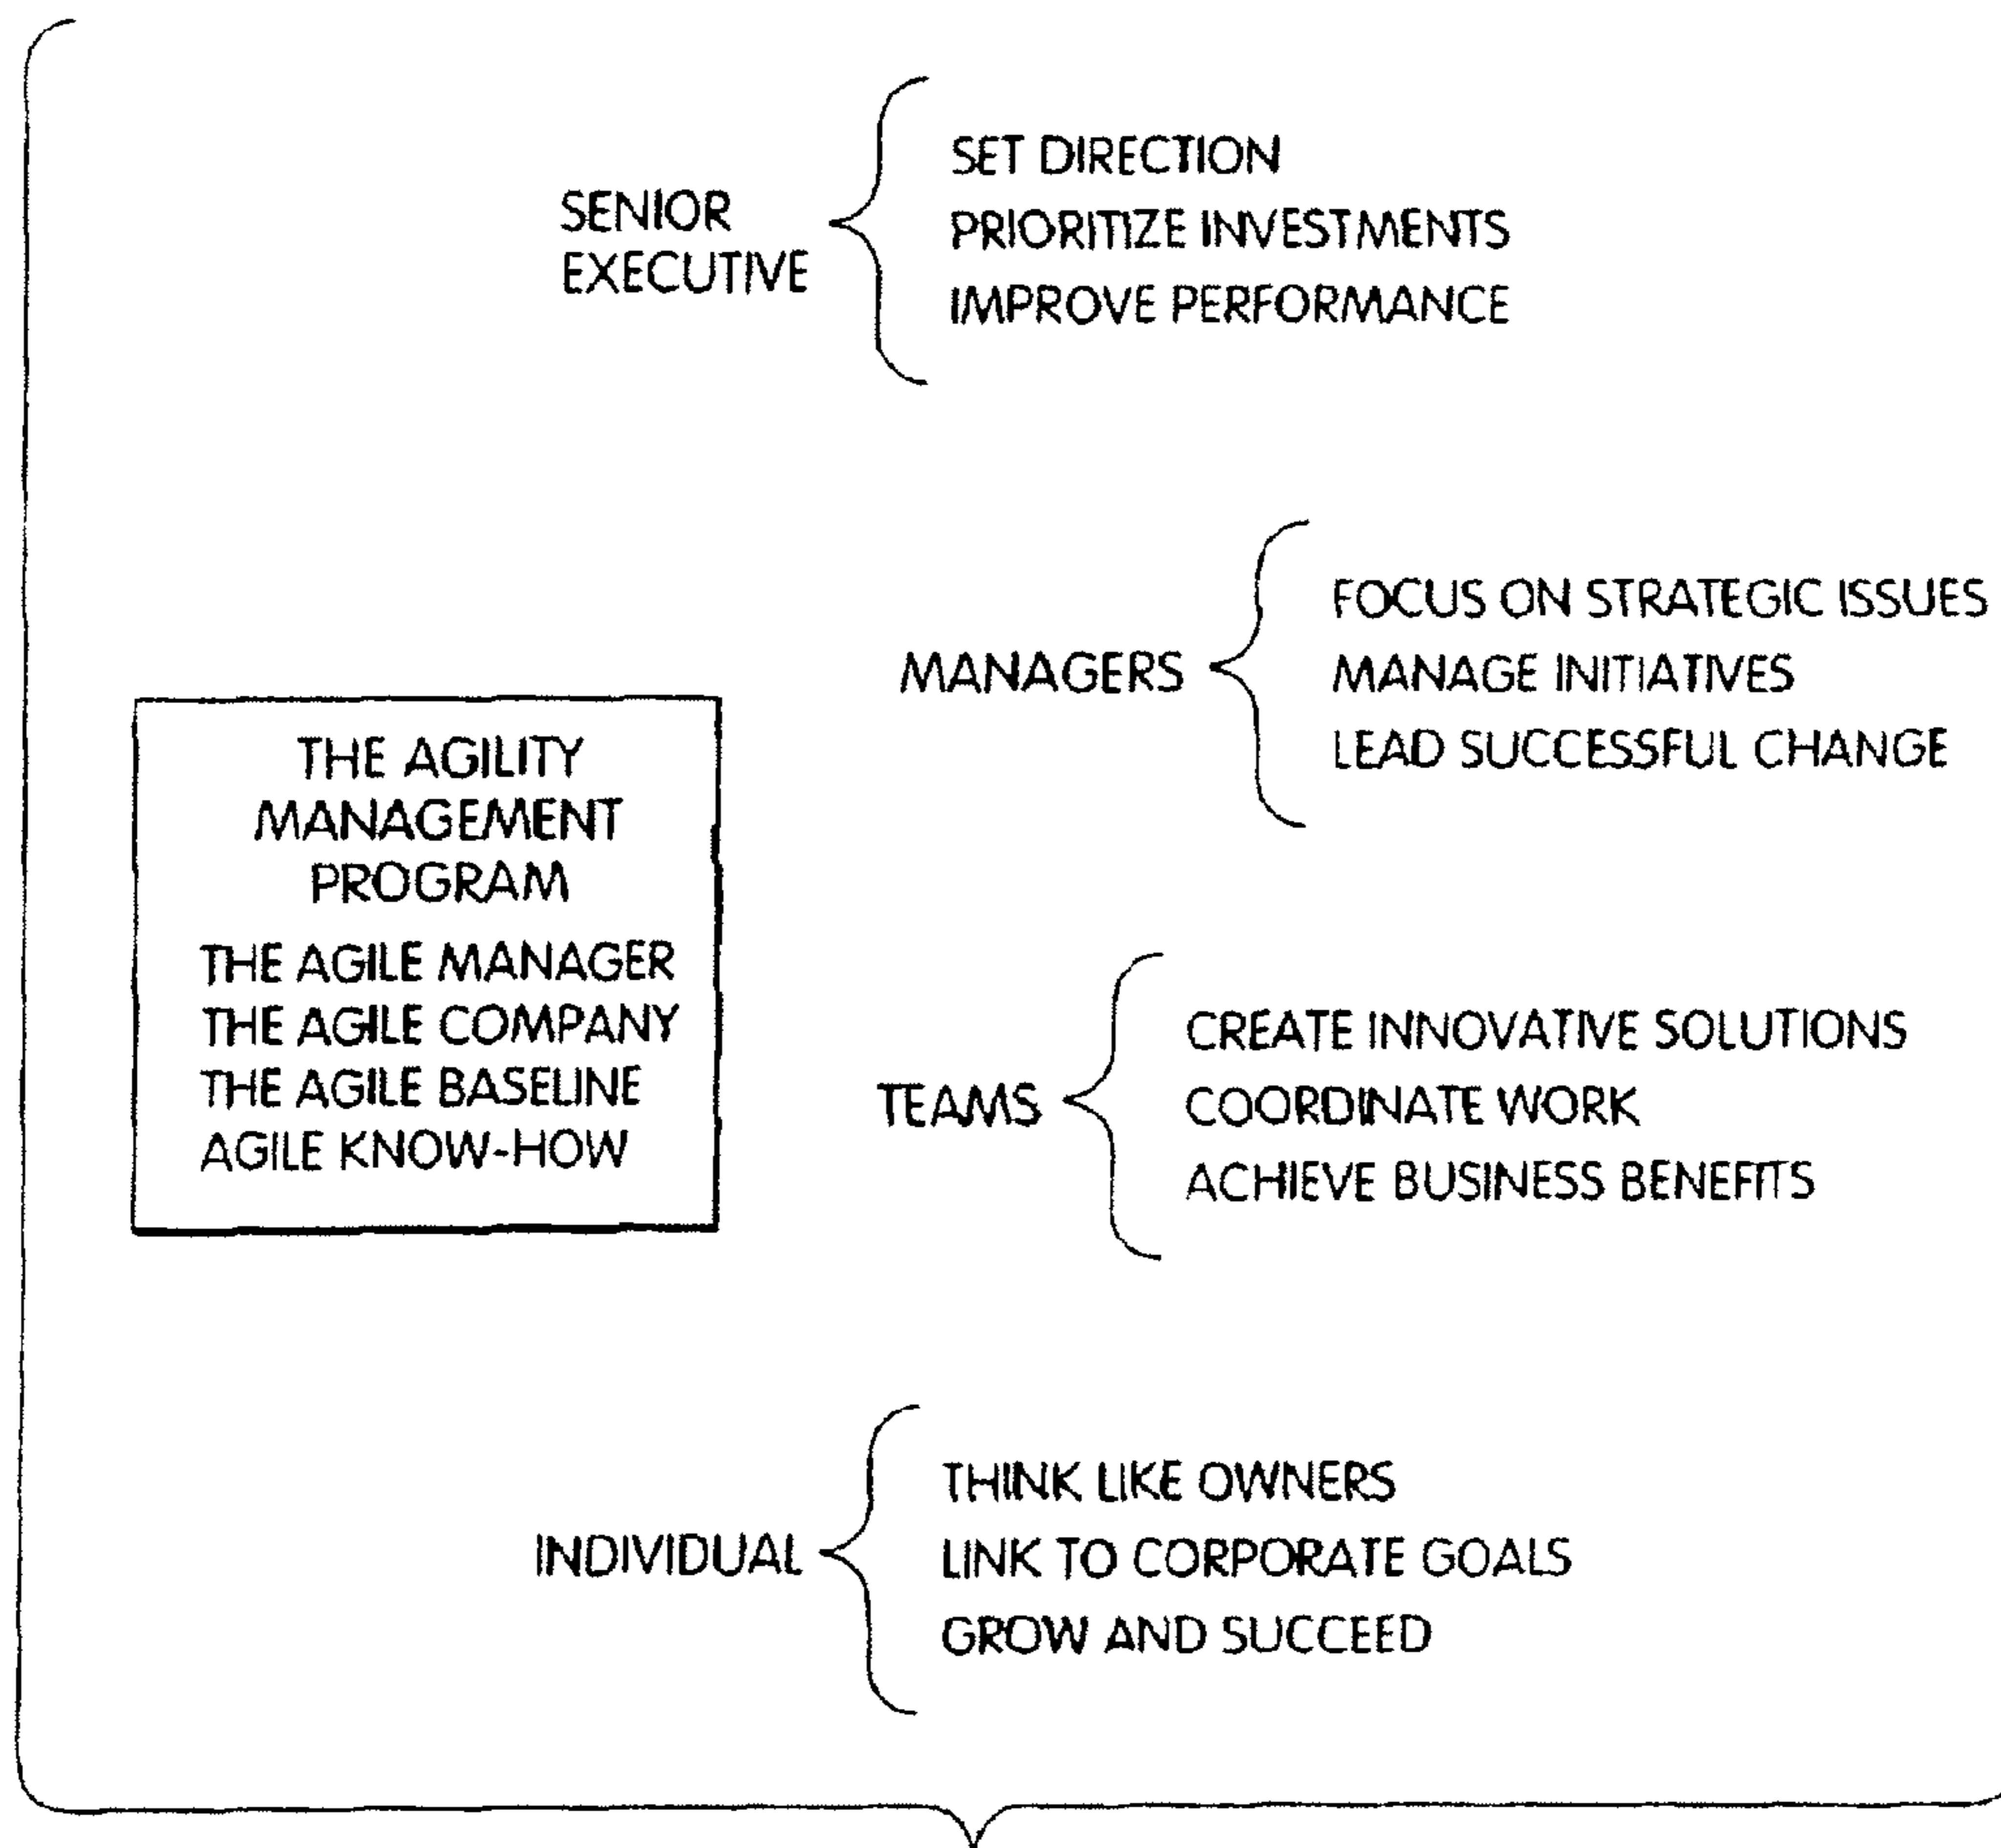 SENIOR
EXECUTIVE
SET DIRECTION
PRIORITIZE INVESTMENTS
IMPROVE PERFORMANCE
MANAGERS
FOCUS ON STRATEGIC ISSUES
MANAGE INITIATIVES
LEAD SUCCESSFUL CHANGE
THE AGILITY
MANAGEMENT
PROGRAM
THE AGILE MANAGER
THE AGILE COMPANY
THE AGILE BASELINE
AGILE KNOW-HOW
TEAMS
CREATE INNOVATIVE SOLUTIONS
COORDINATE WORK
ACHIEVE BUSINESS BENEFITS
INDIVIDUAL
THINK LIKE OWNERS
LINK TO CORPORATE GOALS
GROW AND SUCCEED